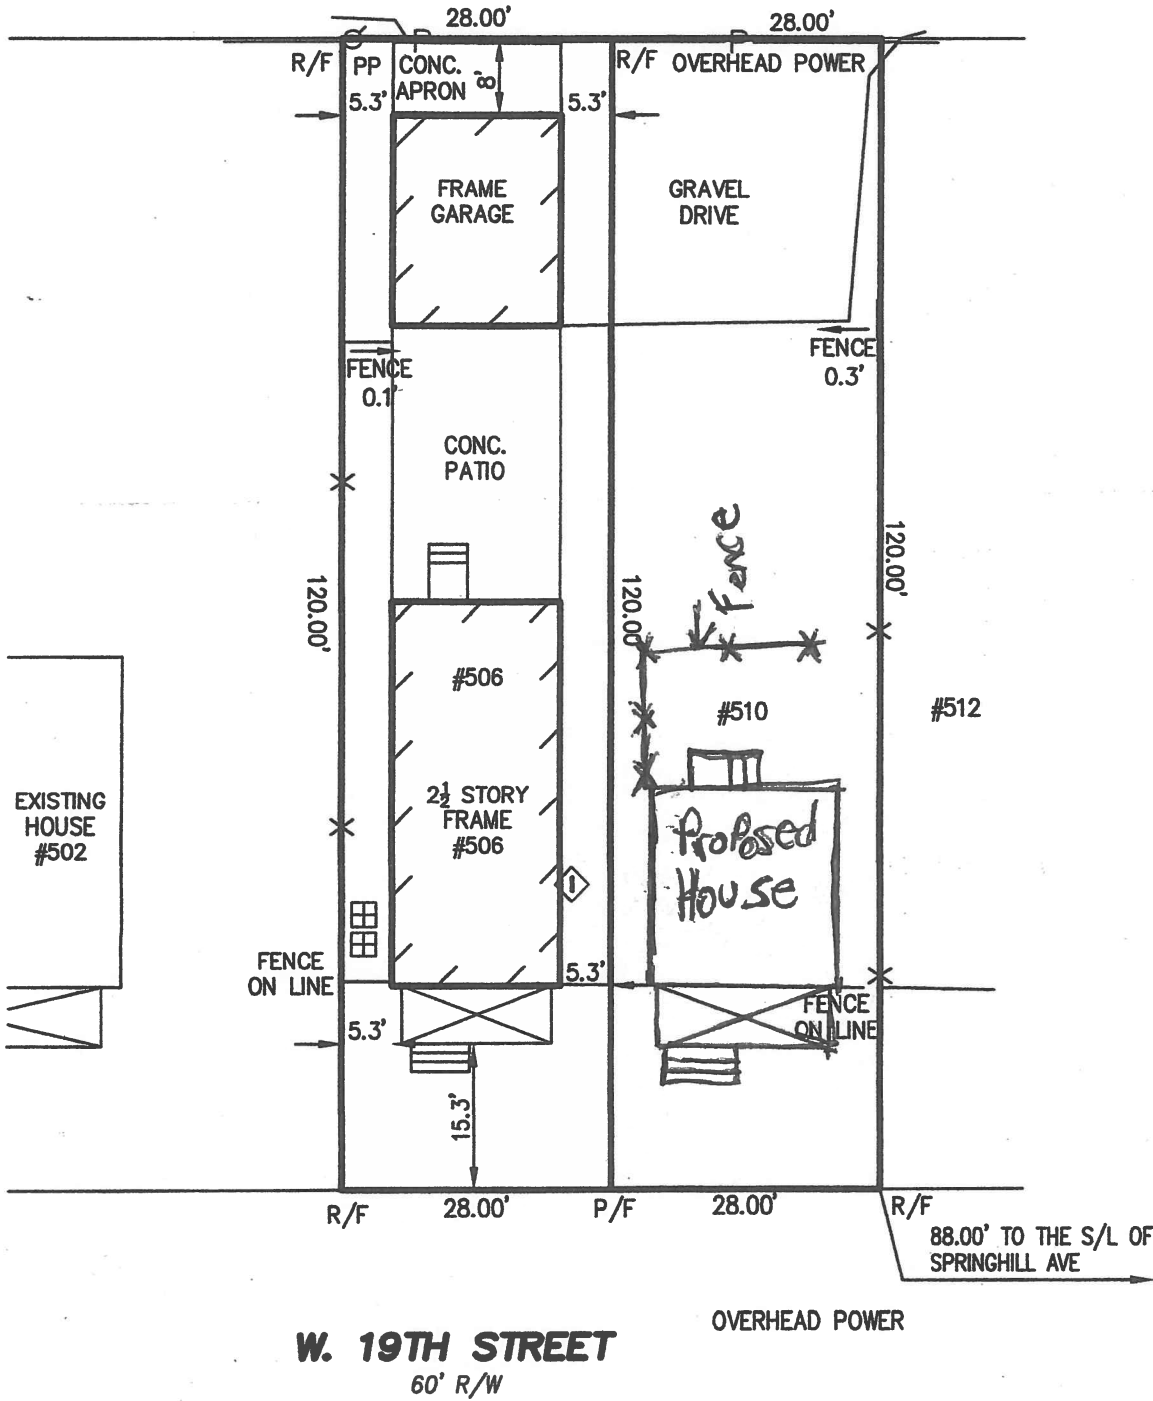 28.00'
28.00'
R/F
PP
CONC.
APRON
8'
R/F
OVERHEAD POWER
5.3'
5.3'
FRAME
GARAGE
GRAVEL
DRIVE
FENCE
0.1'
FENCE
0.3'
CONC.
PATIO
Fence
120.00'
120.00'
120.00'
#506
#510
#512
EXISTING
HOUSE
#502
2½ STORY
FRAME
#506
Proposed
House
1
FENCE
ON LINE
5.3'
FENCE
ON LINE
5.3'
15.3'
R/F
28.00'
P/F
28.00'
R/F
88.00' TO THE S/L OF
SPRINGHILL AVE
OVERHEAD POWER
W. 19TH STREET
60' R/W